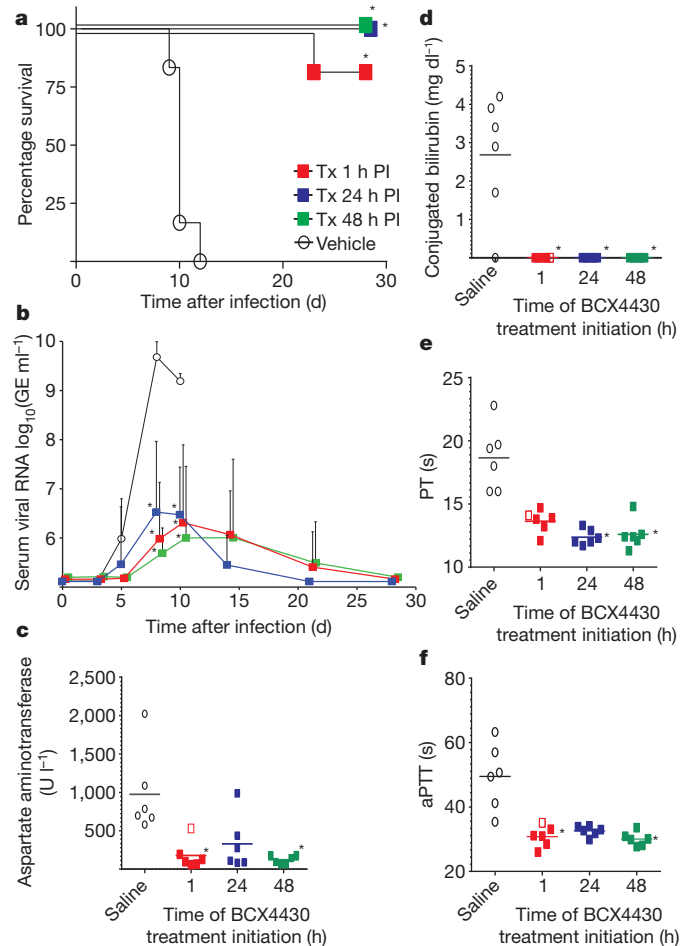 a
Percentage survival
100
75
50
25
* *
*
Tx 1 h PI
Tx 24 h PI
Tx 48 h PI
Vehicle
0
10
20
30
Time after infection (d)
b
Serum viral RNA log10(GE ml−1)
10
9
8
7
6
* * * * * *
0
5
10
15
20
25
30
Time after infection (d)
c
Aspartate aminotransferase
(U l−1)
2,500
2,000
1,500
1,000
500
* *
Saline
1
24
48
Time of BCX4430
treatment initiation (h)
d
Conjugated bilirubin (mg dl−1)
5
4
3
2
1
0
* * *
Saline
1
24
48
Time of BCX4430
treatment initiation (h)
e
PT (s)
25
20
15
10
* *
Saline
1
24
48
Time of BCX4430
treatment initiation (h)
f
aPTT (s)
80
60
40
20
* *
Saline
1
24
48
Time of BCX4430
treatment initiation (h)